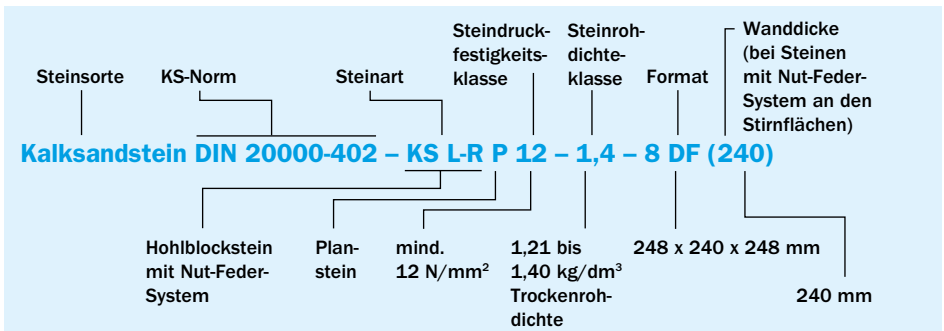 Steinsorte
KS-Norm
Steinart
Steindruck-
festigkeits-
klasse
Steinroh-
dichte-
klasse
Format
Wanddicke
(bei Steinen
mit Nut-Feder-
System an den
Stirnflächen)
Kalksandstein DIN 20000-402 – KS L-R P 12 – 1,4 – 8 DF (240)
Hohlblockstein
mit Nut-Feder-
System
Plan-
stein
mind.
12 N/mm²
1,21 bis
1,40 kg/dm³
Trockenroh-
dichte
248 x 240 x 248 mm
240 mm